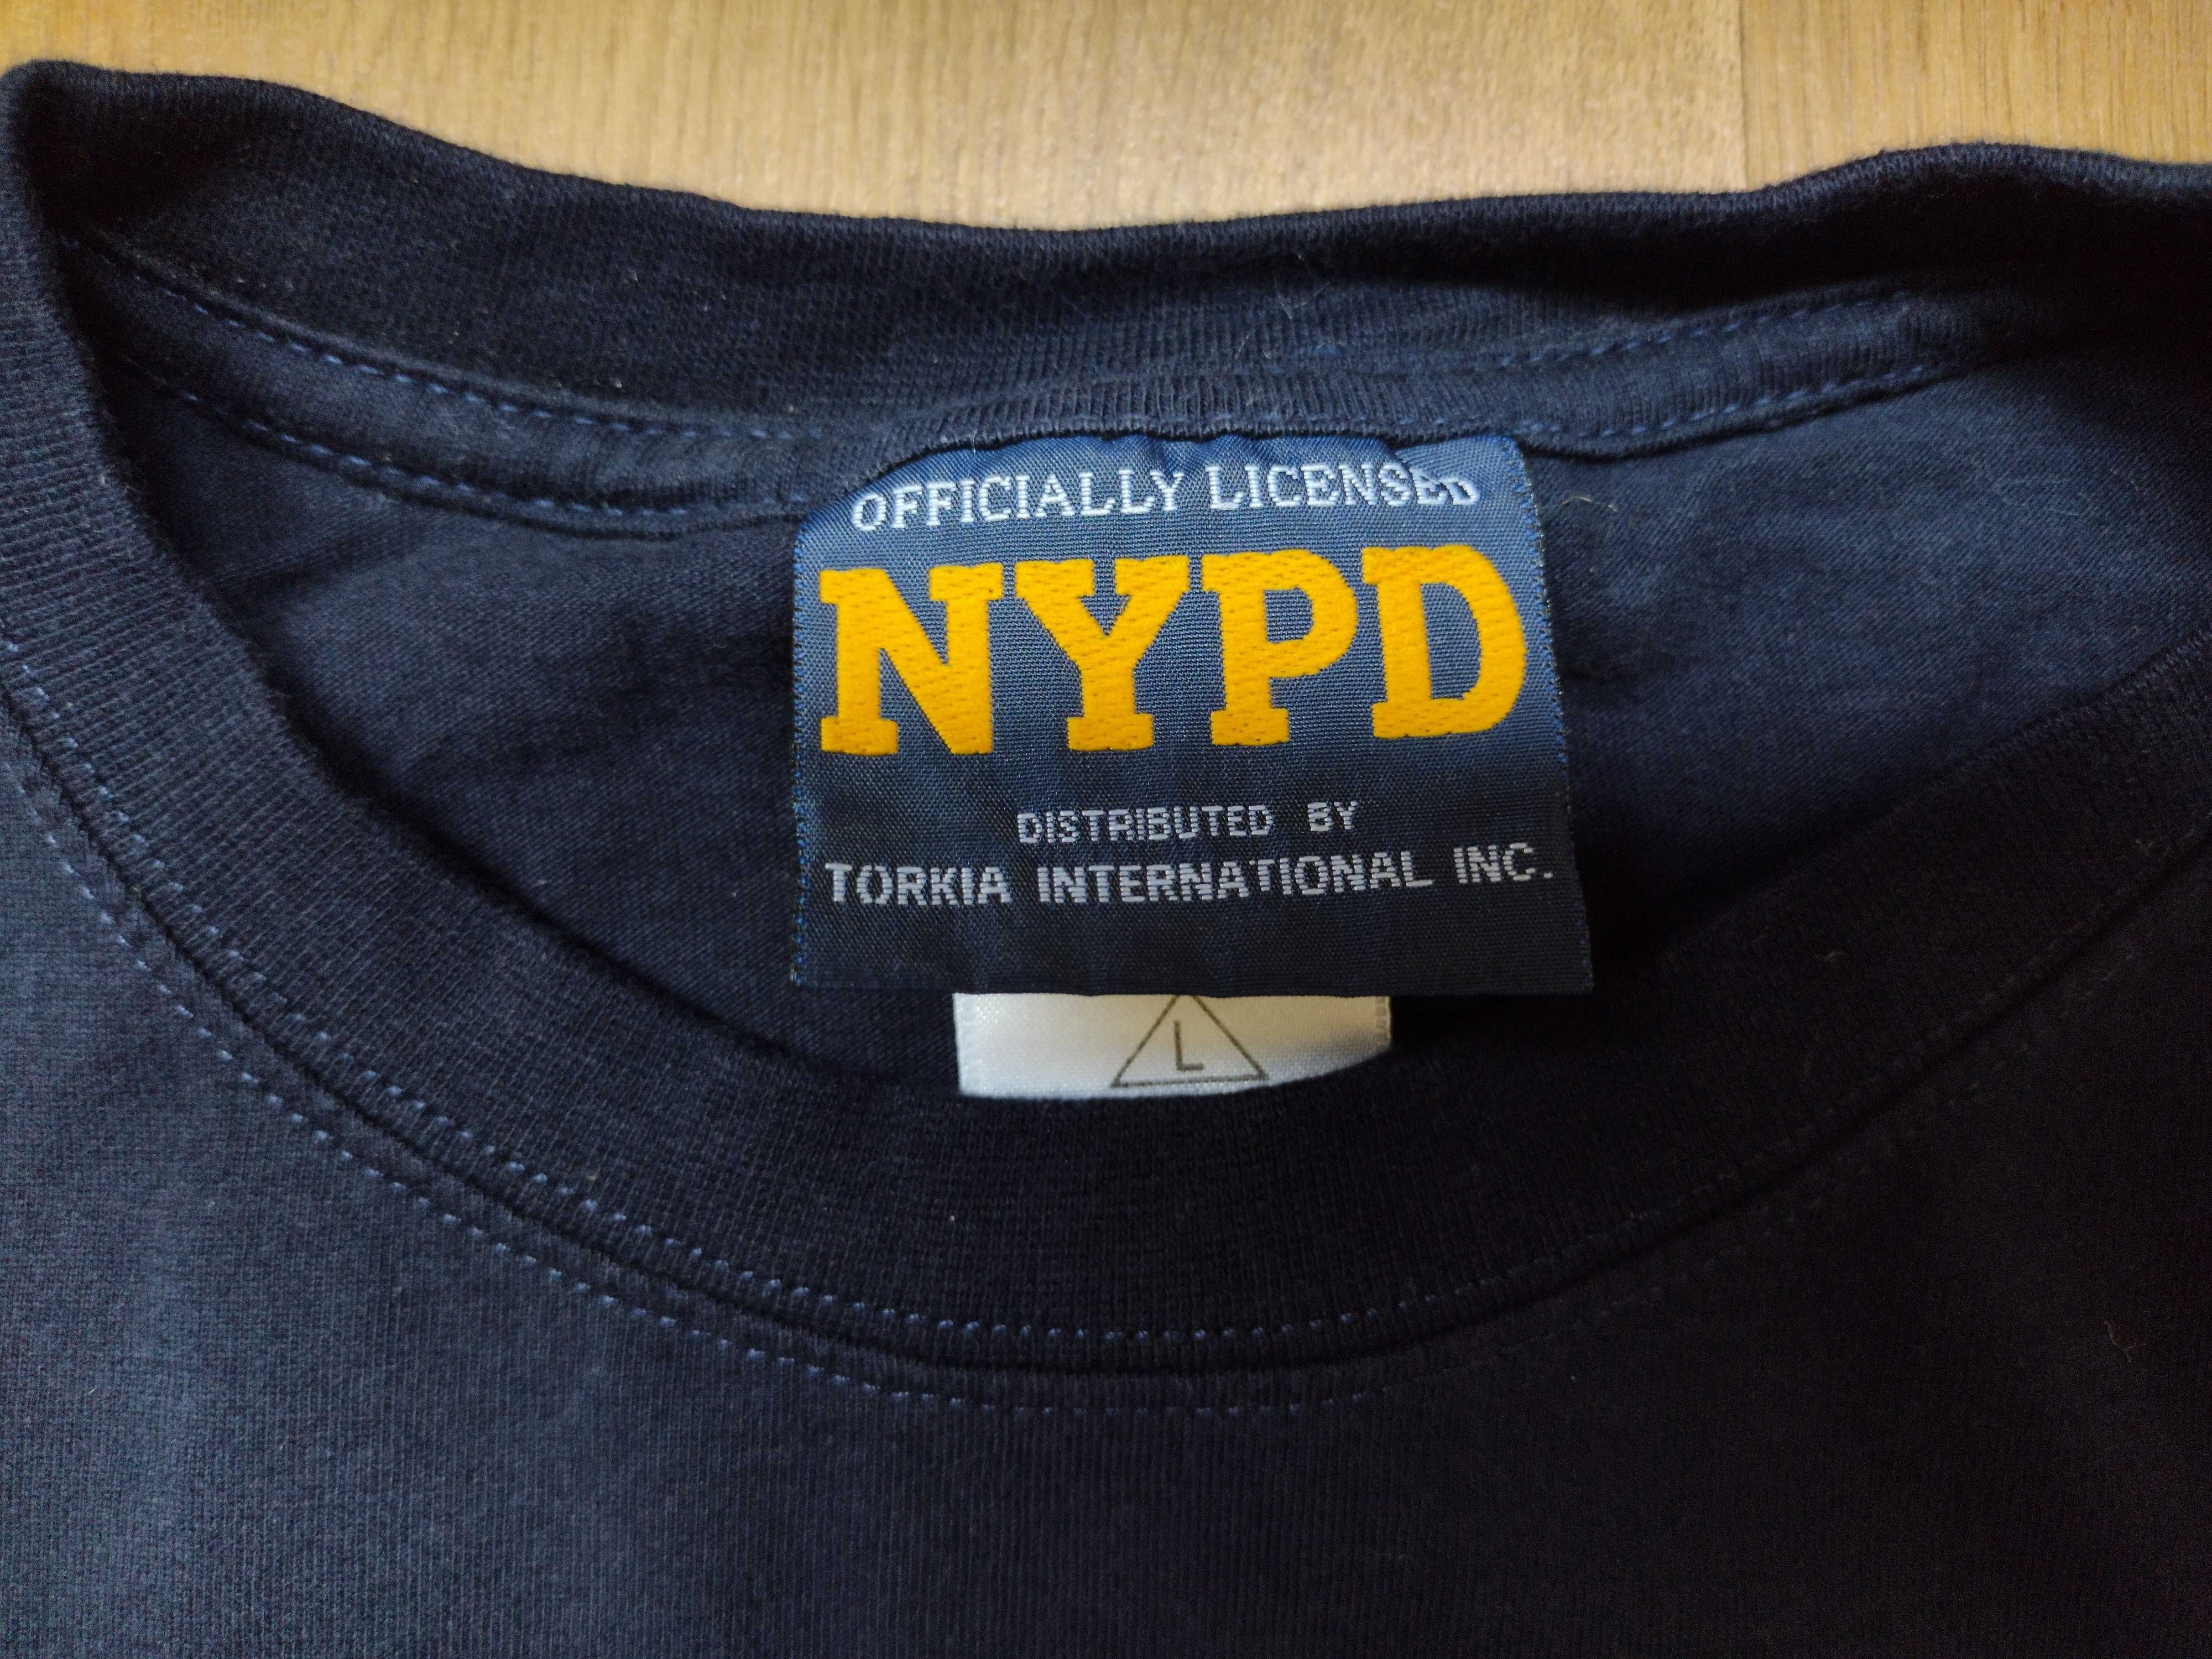 OFFICIALLY LICENSED
NYPD
DISTRIBUTED BY
TORKIA INTERNATIONAL INC.
L